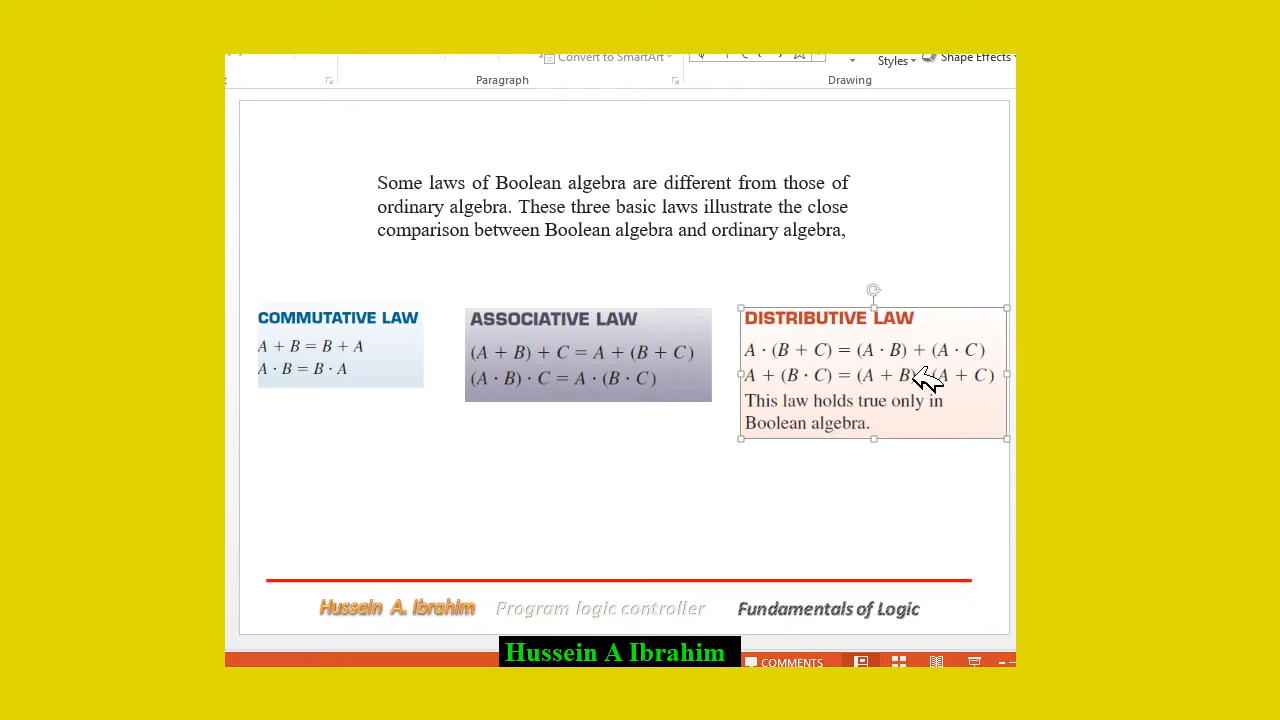 Convert to SmartArt
Styles
Shape Effects
Paragraph
Drawing
Some laws of Boolean algebra are different from those of
ordinary algebra. These three basic laws illustrate the close
comparison between Boolean algebra and ordinary algebra,
COMMUTATIVE LAW
A + B = B + A
A · B = B · A
ASSOCIATIVE LAW
(A + B) + C = A + (B + C)
(A · B) · C = A · (B · C)
DISTRIBUTIVE LAW
A · (B + C) = (A · B) + (A · C)
A + (B · C) = (A + B) (A + C)
This law holds true only in
Boolean algebra.
Hussein A. Ibrahim
Program logic controller
Fundamentals of Logic
Hussein A Ibrahim
COMMENTS